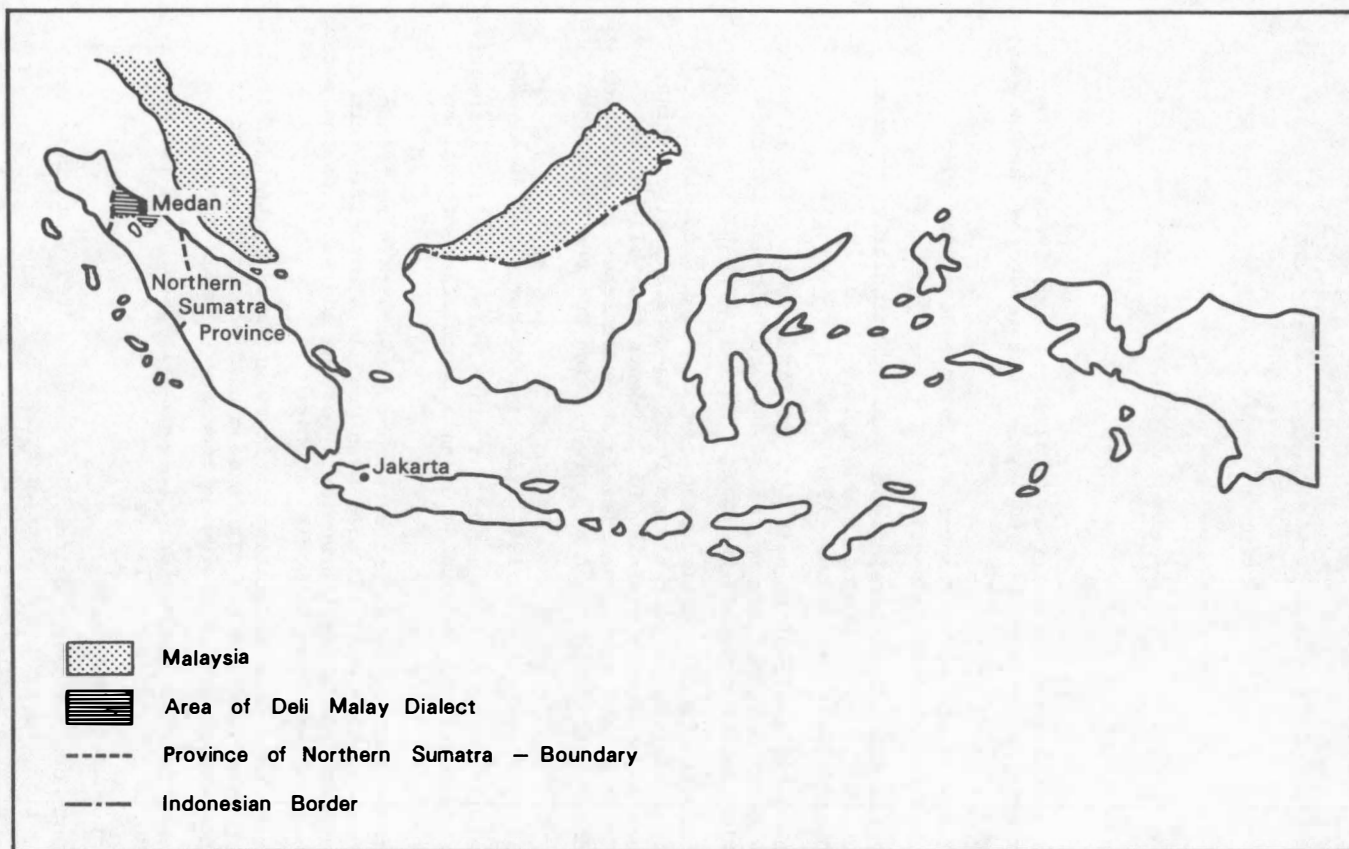 Medan
Northern
Sumatra
Province
Jakarta
Malaysia
Area of Deli Malay Dialect
Province of Northern Sumatra – Boundary
Indonesian Border